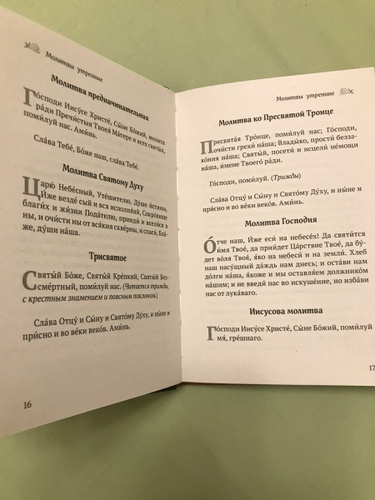 Молитвы утренние
Молитва предначинательная
Го́споди Иису́се Христе́, Сы́не Бо́жий, моли́тв
ра́ди Пречи́стыя Твоея́ Ма́тере и всех святы́х,
поми́луй нас. Ами́нь.
Сла́ва Тебе́, Бо́же наш, сла́ва Тебе́.
Молитва Святому Духу
Царю́ Небе́сный, Уте́шителю, Ду́ше и́стины,
И́же везде́ сый и вся исполня́яй, Сокро́вище
благи́х и жи́зни Пода́телю, прииди́ и всели́ся в ны,
и очи́сти ны от вся́кия скве́рны, и спаси́, Бла́-
же, ду́ши на́ша.
Трисвятое
Святы́й Бо́же, Святы́й Кре́пкий, Святы́й Без-
сме́ртный, поми́луй нас. (Читается трижды,
с крестным знамением и поясным поклоном.)
Сла́ва Отцу́ и Сы́ну и Свято́му Ду́ху, и ны́не и
при́сно и во ве́ки веко́в. Ами́нь.
16
Молитвы утренние
Молитва ко Пресвятой Троице
Пресвята́я Тро́ице, поми́луй нас; Го́споди,
очи́сти грехи́ на́ша; Влады́ко, прости́ безза-
ко́ния на́ша; Святы́й, посети́ и исцели́ не́мощи
на́ша, и́мене Твоего́ ра́ди.
Го́споди, поми́луй. (Трижды)
Сла́ва Отцу́ и Сы́ну и Свято́му Ду́ху, и ны́не и
при́сно и во ве́ки веко́в. Ами́нь.
Молитва Господня
О́тче наш, И́же еси́ на небесе́х! Да святи́тся
и́мя Твое́, да прии́дет Ца́рствие Твое́, да бу́-
дет во́ля Твоя́, я́ко на небеси́ и на земли́. Хлеб
наш насу́щный да́ждь нам днесь; и оста́ви нам
до́лги на́ша, я́коже и мы оставля́ем должнико́м
на́шим; и не введи́ нас во искуше́ние, но изба́ви
нас от лука́ваго.
Иисусова молитва
Го́споди Иису́се Христе́, Сы́не Бо́жий, поми́луй
мя, гре́шнаго.
17